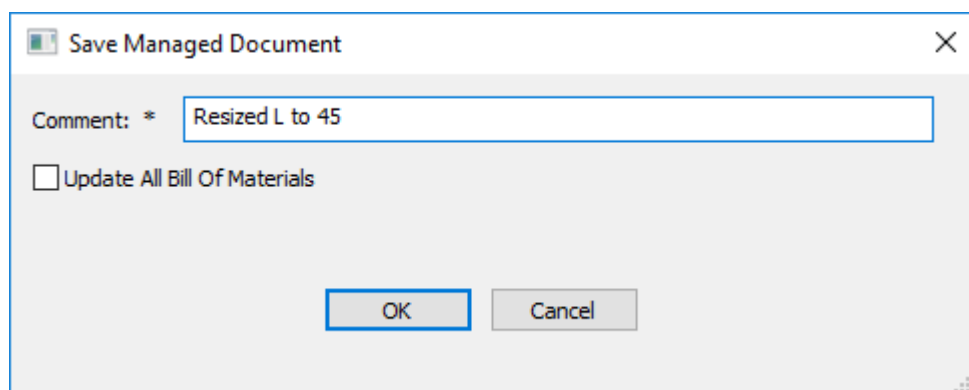 Save Managed Document
Comment: * Resized L to 45
Update All Bill Of Materials
OK Cancel